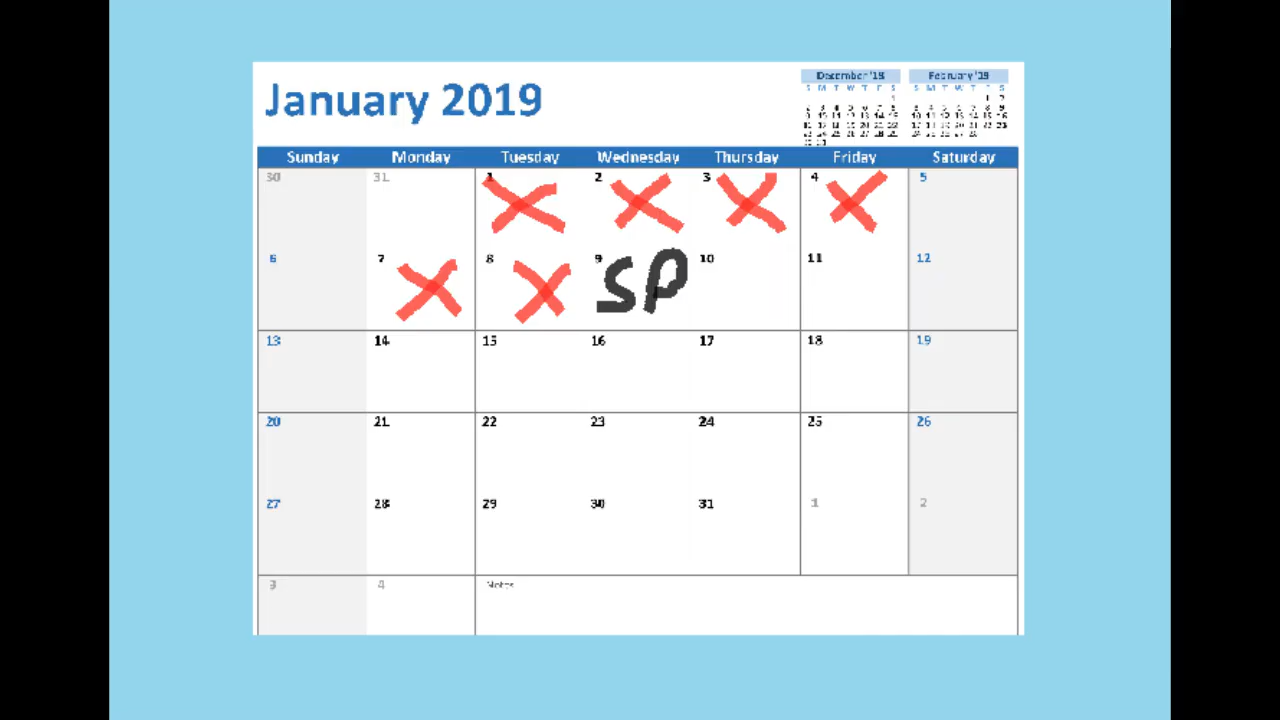 January 2019
December '18
February '19
S M T W T F S
S M T W T F S
Sunday Monday Tuesday Wednesday Thursday Friday Saturday
30 31 1 2 3 4 5
6 7 8 9 10 11 12
SP
13 14 15 16 17 18 19
20 21 22 23 24 25 26
27 28 29 30 31 1 2
3 4 Notes